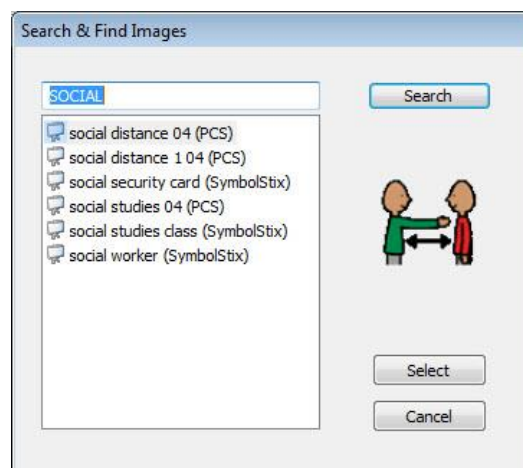 Search & Find Images
SOCIAL
Search
social distance 04 (PCS)
social distance 1 04 (PCS)
social security card (SymbolStix)
social studies 04 (PCS)
social studies class (SymbolStix)
social worker (SymbolStix)
Select
Cancel